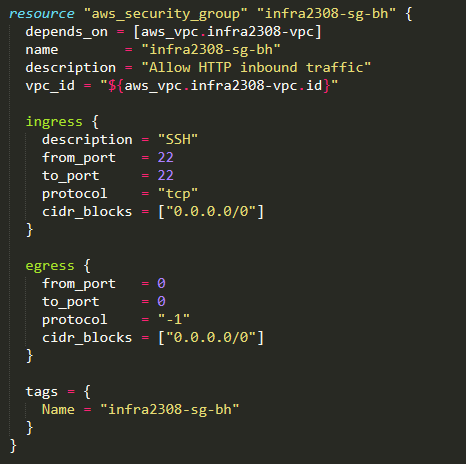 resource "aws_security_group" "infra2308-sg-bh" {
  depends_on = [aws_vpc.infra2308-vpc]
  name        = "infra2308-sg-bh"
  description = "Allow HTTP inbound traffic"
  vpc_id = "${aws_vpc.infra2308-vpc.id}"

  ingress {
    description = "SSH"
    from_port   = 22
    to_port     = 22
    protocol    = "tcp"
    cidr_blocks = ["0.0.0.0/0"]
  }

  egress {
    from_port   = 0
    to_port     = 0
    protocol    = "-1"
    cidr_blocks = ["0.0.0.0/0"]
  }

  tags = {
    Name = "infra2308-sg-bh"
  }
}